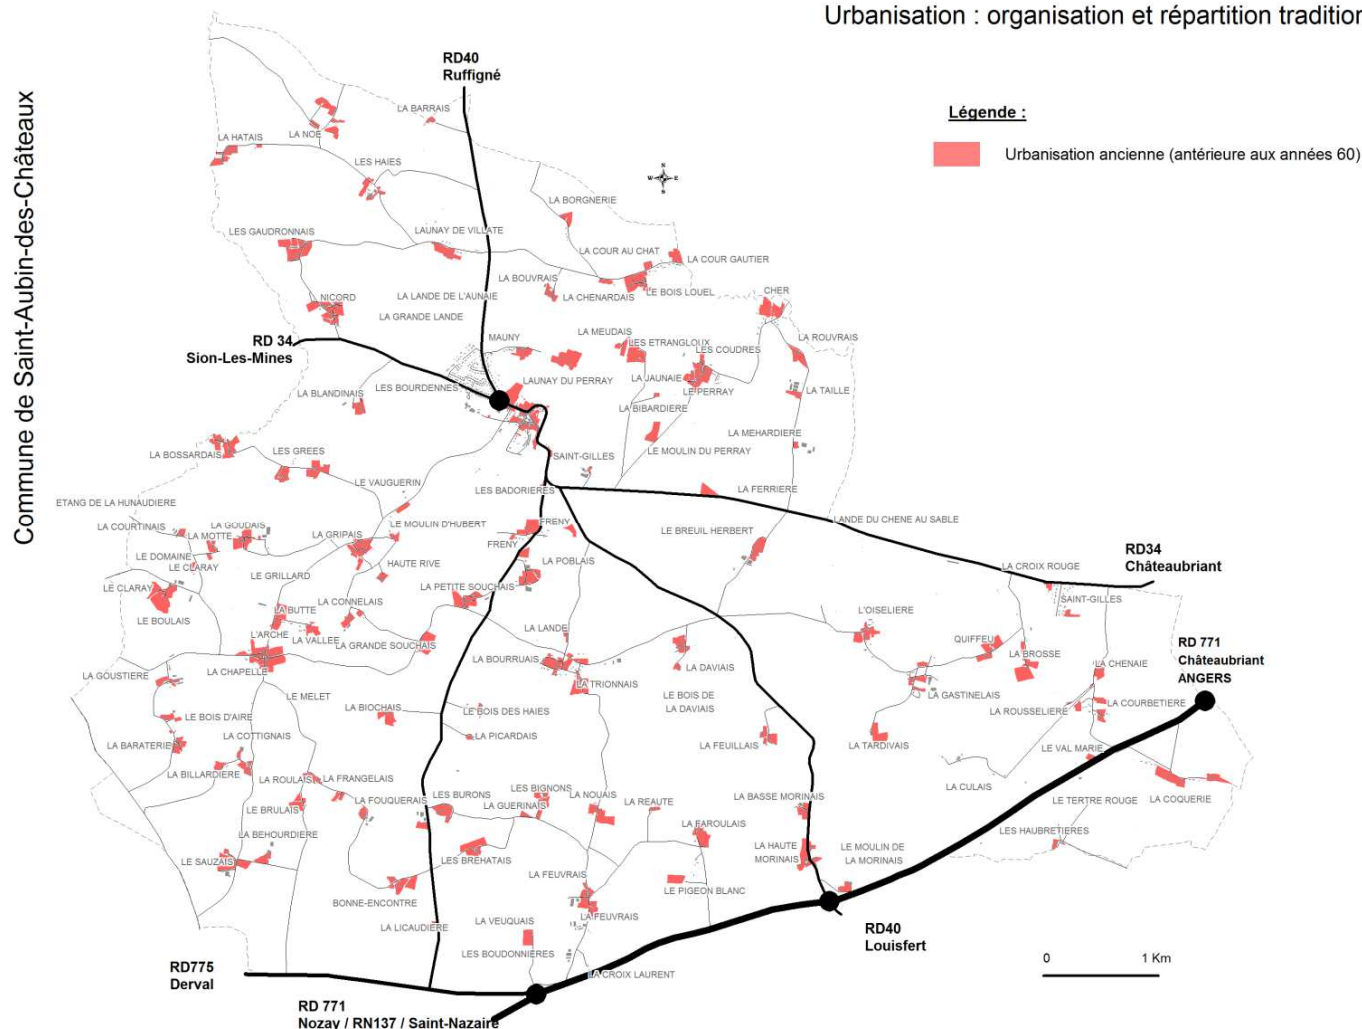 Urbanisation : organisation et répartition tradition
Commune de Saint-Aubin-des-Châteaux
RD40
Ruffigné
Légende :
Urbanisation ancienne (antérieure aux années 60)
N
W
E
S
LA BARRAIS
LA NOE
LA HATAIS
LES HAIES
LA BORGNERIE
LES GAUDRONNAIS
LAUNAY DE VILLATE
LA COUR AU CHAT
LA COUR GAUTIER
LA BOUVRAIS
LA CHENARDAIS
LE BOIS LOUEL
CHER
NICORD
LA LANDE DE L'AUNAIE
LA GRANDE LANDE
RD 34
Sion-Les-Mines
MAUNY
LA MEUDAIS
LES ETRANGLOUX
LES COUDRES
LA ROUVRAIS
LES BOURDENNES
LAUNAY DU PERRAY
LA JAUNAIE
LE PERRAY
LA TAILLE
LA BLANDINAIS
LA BIBARDIERE
LA MEHARDIERE
LE MOULIN DU PERRAY
LA BOSSARDAIS
LES GREES
SAINT-GILLES
LE VAUGUERIN
LES BADORIERES
LA FERRIERE
ETANG DE LA HUNAUDIERE
LA COURTINAIS
LA GOUDAIS
LA MOTTE
LA GRIPAIS
LE MOULIN D'HUBERT
FRENY
LANDE DU CHENE AU SABLE
LE BREUIL HERBERT
LE DOMAINE
LE CLARAY
FRENY
HAUTE RIVE
LA POBLAIS
LA CROIX ROUGE
RD34
Châteaubriant
LE GRILLARD
LE CLARAY
LA PETITE SOUCHAIS
SAINT-GILLES
LE BOULAIS
LA BUTTE
LA CONNELAIS
L'OISELIERE
L'ARCHE
LA VALLEE
LA GRANDE SOUCHAIS
LA LANDE
QUIFFEU
RD 771
Châteaubriant
ANGERS
LA BROSSE
LA BOURRUAIS
LA DAVIAIS
LA CHENAIE
LA GOUSTIERE
LA CHAPELLE
LA TRIONNAIS
LA GASTINELAIS
LE MELET
LE BOIS DE
LA DAVIAIS
LA COURBETIERE
LA ROUSSELIERE
LE BOIS D'AIRE
LA BIOCHAIS
LE BOIS DES HAIES
LA COTTIGNAIS
LA PICARDAIS
LA BARATERIE
LA FEUILLAIS
LA TARDIVAIS
LE VAL MARIE
LA BILLARDIERE
LA ROULAIS
LA FRANGELAIS
LES BURONS
LES BIGNONS
LA NOUAIS
LA REAUTE
LA BASSE MORINAIS
LA CULAIS
LE TERTRE ROUGE
LA COQUERIE
LE BRULAIS
LA FOUQUERAIS
LA GUERINAIS
LA FAROULAIS
LES HAUBRETIERES
LA BEHOURDIERE
LA HAUTE
MORINAIS
LE MOULIN DE
LA MORINAIS
LE SAUZAIS
LES BREHATAIS
LA FEUVRAIS
LE PIGEON BLANC
BONNE-ENCONTRE
LA LICAUDIERE
LA VEUQUAIS
LA FEUVRAIS
RD40
Louisfert
LES BOUDONNIERES
0
1 Km
RD775
Derval
LA CROIX LAURENT
RD 771
Nozay / RN137 / Saint-Nazaire